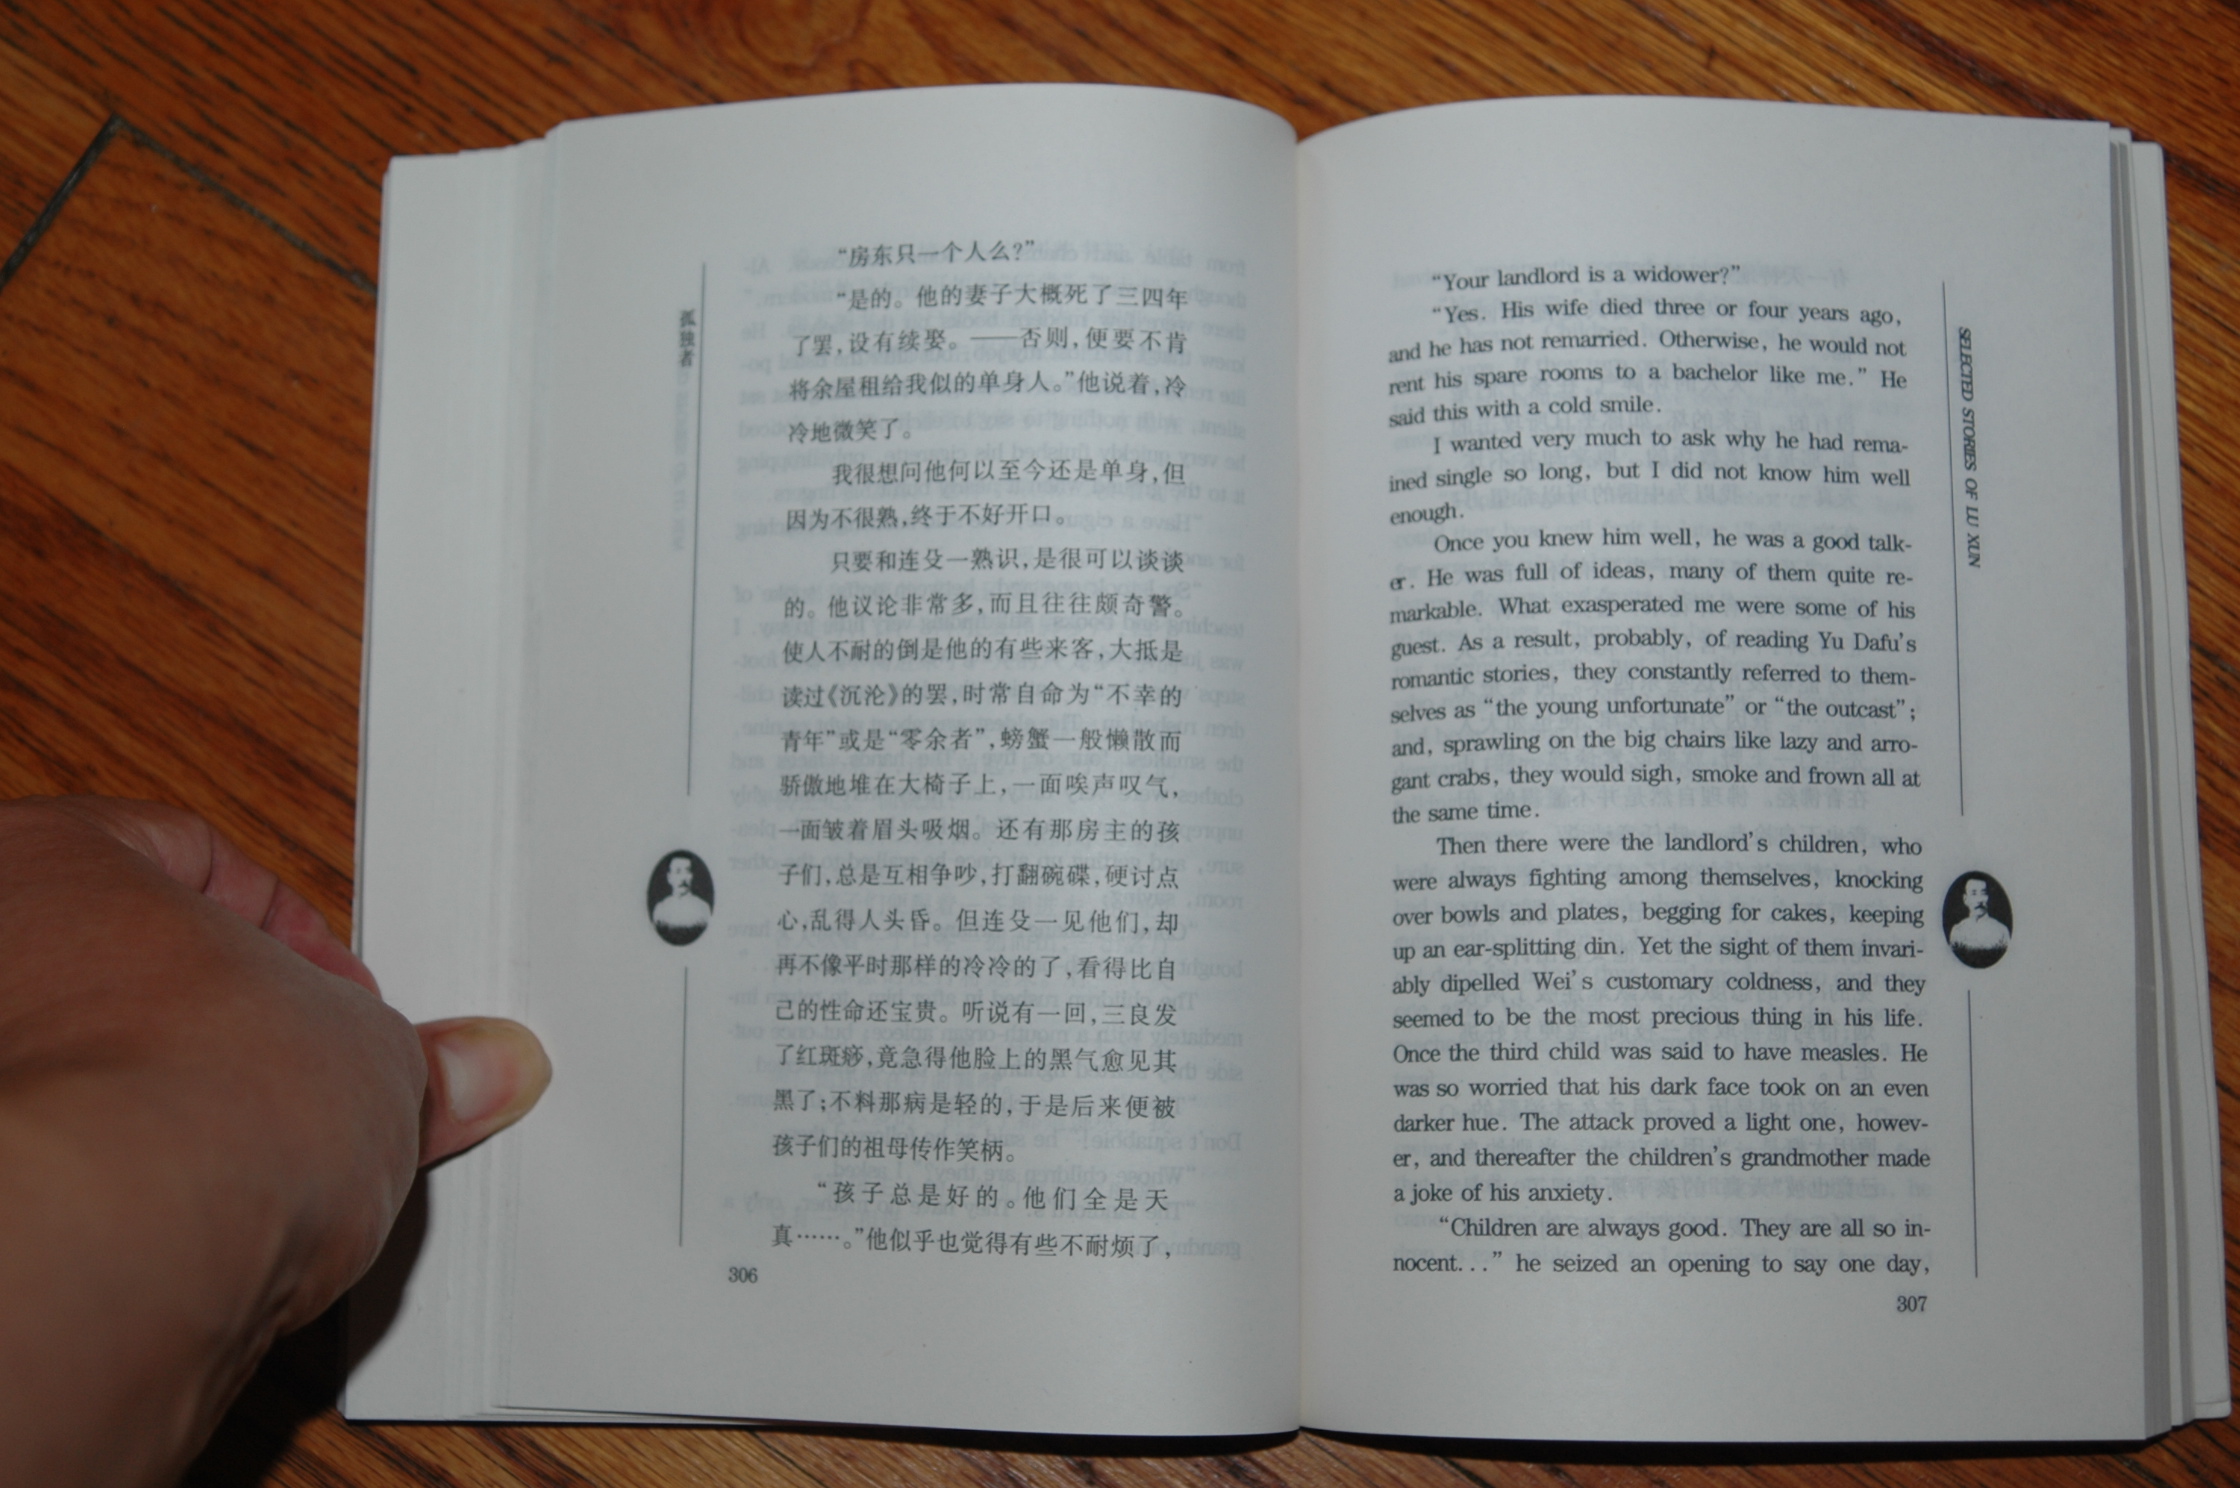 孤独者
“房东只一个人么?”
“是的。他的妻子大概死了三四年
了罢,没有续娶。——否则,便要不肯
将余屋租给我似的单身人。”他说着,冷
冷地微笑了。
我很想问他何以至今还是单身,但
因为不很熟,终于不好开口。
只要和连殳一熟识,是很可以谈谈
的。他议论非常多,而且往往颇奇警。
使人不耐的倒是他的有些来客,大抵是
读过《沉沦》的罢,时常自命为“不幸的
青年”或是“零余者”,螃蟹一般懒散而
骄傲地堆在大椅子上,一面唉声叹气,
一面皱着眉头吸烟。还有那房主的孩
子们,总是互相争吵,打翻碗碟,硬讨点
心,乱得人头昏。但连殳一见他们,却
再不像平时那样的冷冷的了,看得比自
己的性命还宝贵。听说有一回,三良发
了红斑痧,竟急得他脸上的黑气愈见其
黑了;不料那病是轻的,于是后来便被
孩子们的祖母传作笑柄。
“孩子总是好的。他们全是天
真……。”他似乎也觉得有些不耐烦了,
306
“Your landlord is a widower?”
“Yes. His wife died three or four years ago,
and he has not remarried. Otherwise, he would not
rent his spare rooms to a bachelor like me.” He
said this with a cold smile.
I wanted very much to ask why he had rema-
ined single so long, but I did not know him well
enough.
Once you knew him well, he was a good talk-
er. He was full of ideas, many of them quite re-
markable. What exasperated me were some of his
guest. As a result, probably, of reading Yu Dafu's
romantic stories, they constantly referred to them-
selves as “the young unfortunate” or “the outcast”;
and, sprawling on the big chairs like lazy and arro-
gant crabs, they would sigh, smoke and frown all at
the same time.
Then there were the landlord's children, who
were always fighting among themselves, knocking
over bowls and plates, begging for cakes, keeping
up an ear-splitting din. Yet the sight of them invari-
ably dipelled Wei's customary coldness, and they
seemed to be the most precious thing in his life.
Once the third child was said to have measles. He
was so worried that his dark face took on an even
darker hue. The attack proved a light one, howev-
er, and thereafter the children's grandmother made
a joke of his anxiety.
“Children are always good. They are all so in-
nocent...” he seized an opening to say one day,
307
SELECTED STORIES OF LU XUN